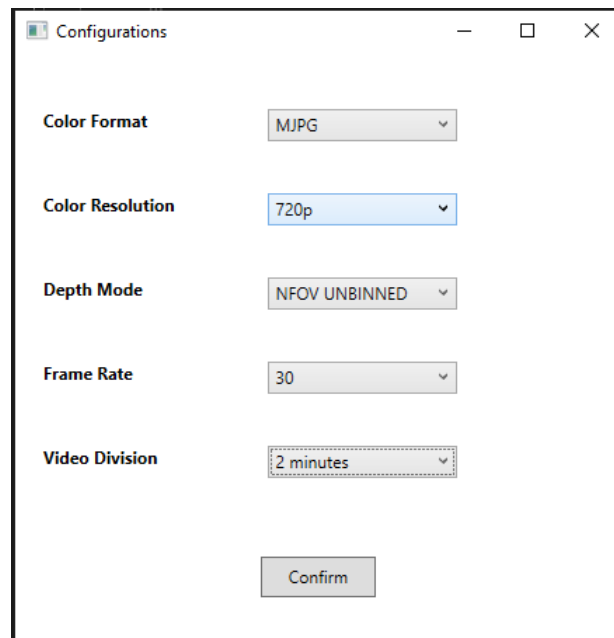 Configurations
Color Format MJPG
Color Resolution 720p
Depth Mode NFOV UNBINNED
Frame Rate 30
Video Division 2 minutes
Confirm